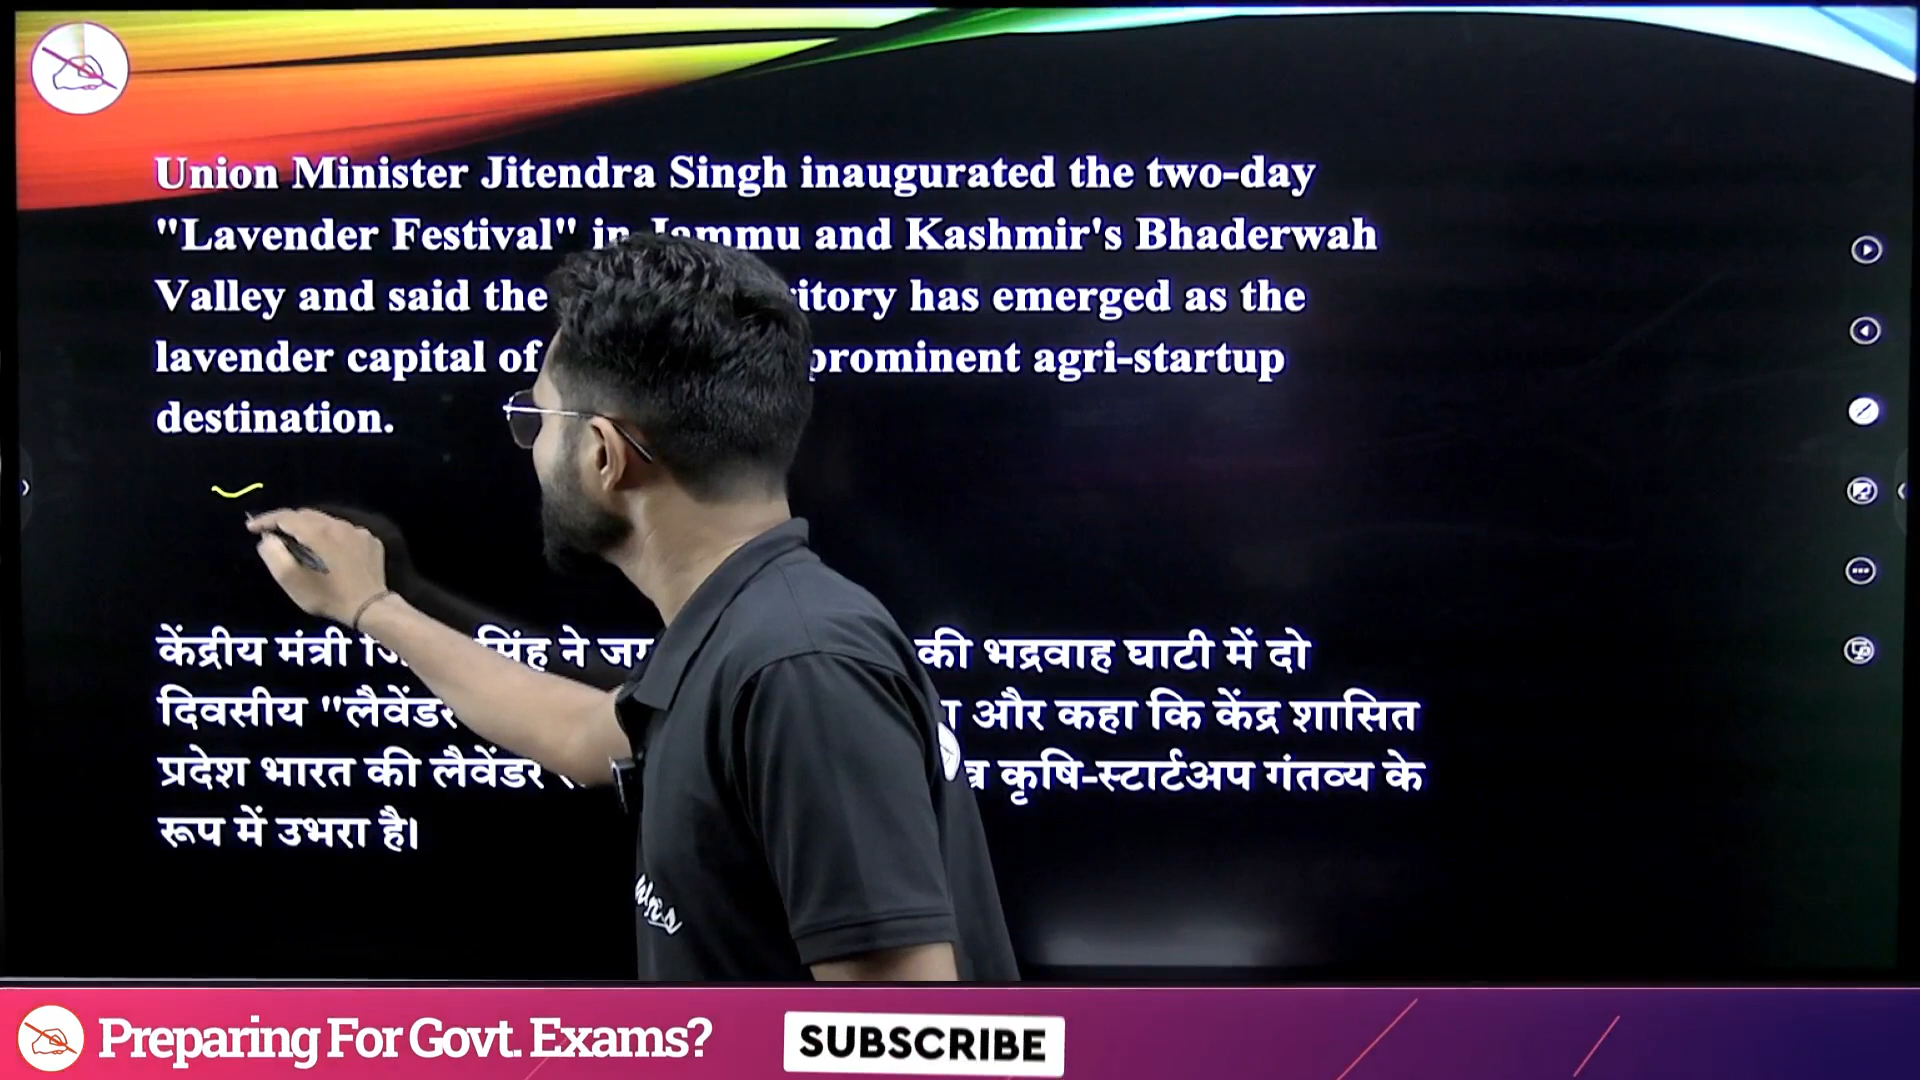 Union Minister Jitendra Singh inaugurated the two-day
"Lavender Festival" in Jammu and Kashmir's Bhaderwah
Valley and said the has emerged as the
lavender capital of prominent agri-startup
destination.
केंद्रीय मंत्री सिंह ने की भद्रवाह घाटी में दो
दिवसीय "लैवेंडर और कहा कि केंद्र शासित
प्रदेश भारत की लैवेंडर कृषि-स्टार्टअप गंतव्य के
रूप में उभरा है।
Preparing For Govt. Exams?
SUBSCRIBE